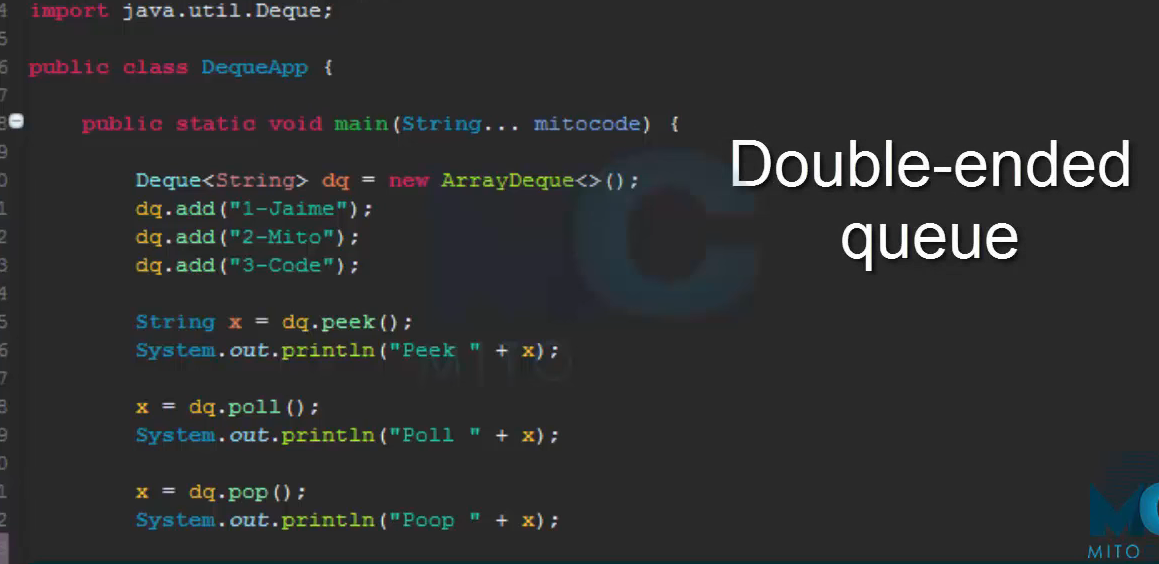 4 import java.util.Deque;
5
6 public class DequeApp {
7
8 public static void main(String... mitocode) {
9
0 Deque<String> dq = new ArrayDeque<>();
1 dq.add("1-Jaime");
2 dq.add("2-Mito");
3 dq.add("3-Code");
4
5 String x = dq.peek();
6 System.out.println("Peek " + x);
7
8 x = dq.poll();
9 System.out.println("Poll " + x);
0
1 x = dq.pop();
2 System.out.println("Poop " + x);
Double-ended
queue
MC
MITO
MC
MITO